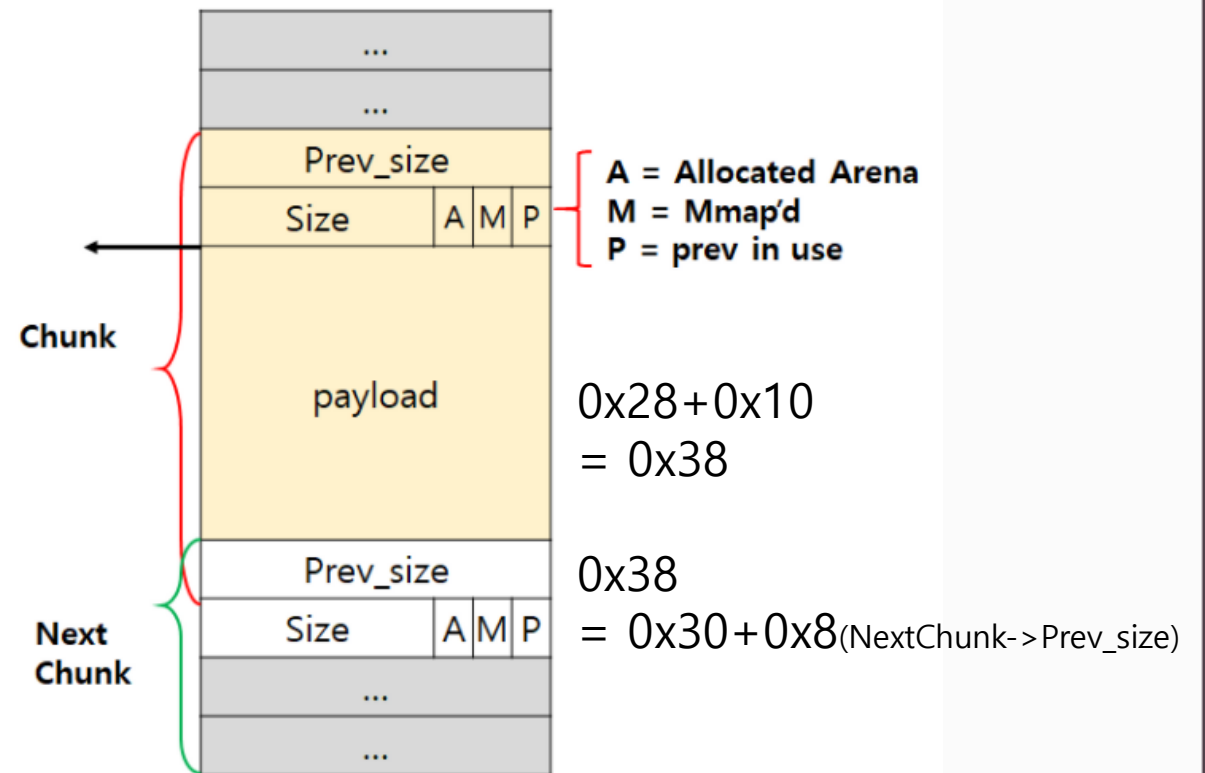 ...
...
Prev_size
Size A M P
A = Allocated Arena
M = Mmap'd
P = prev in use
Chunk
payload
0x28+0x10
= 0x38
Prev_size
0x38
Size A M P
= 0x30+0x8(NextChunk->Prev_size)
Next
Chunk
...
...